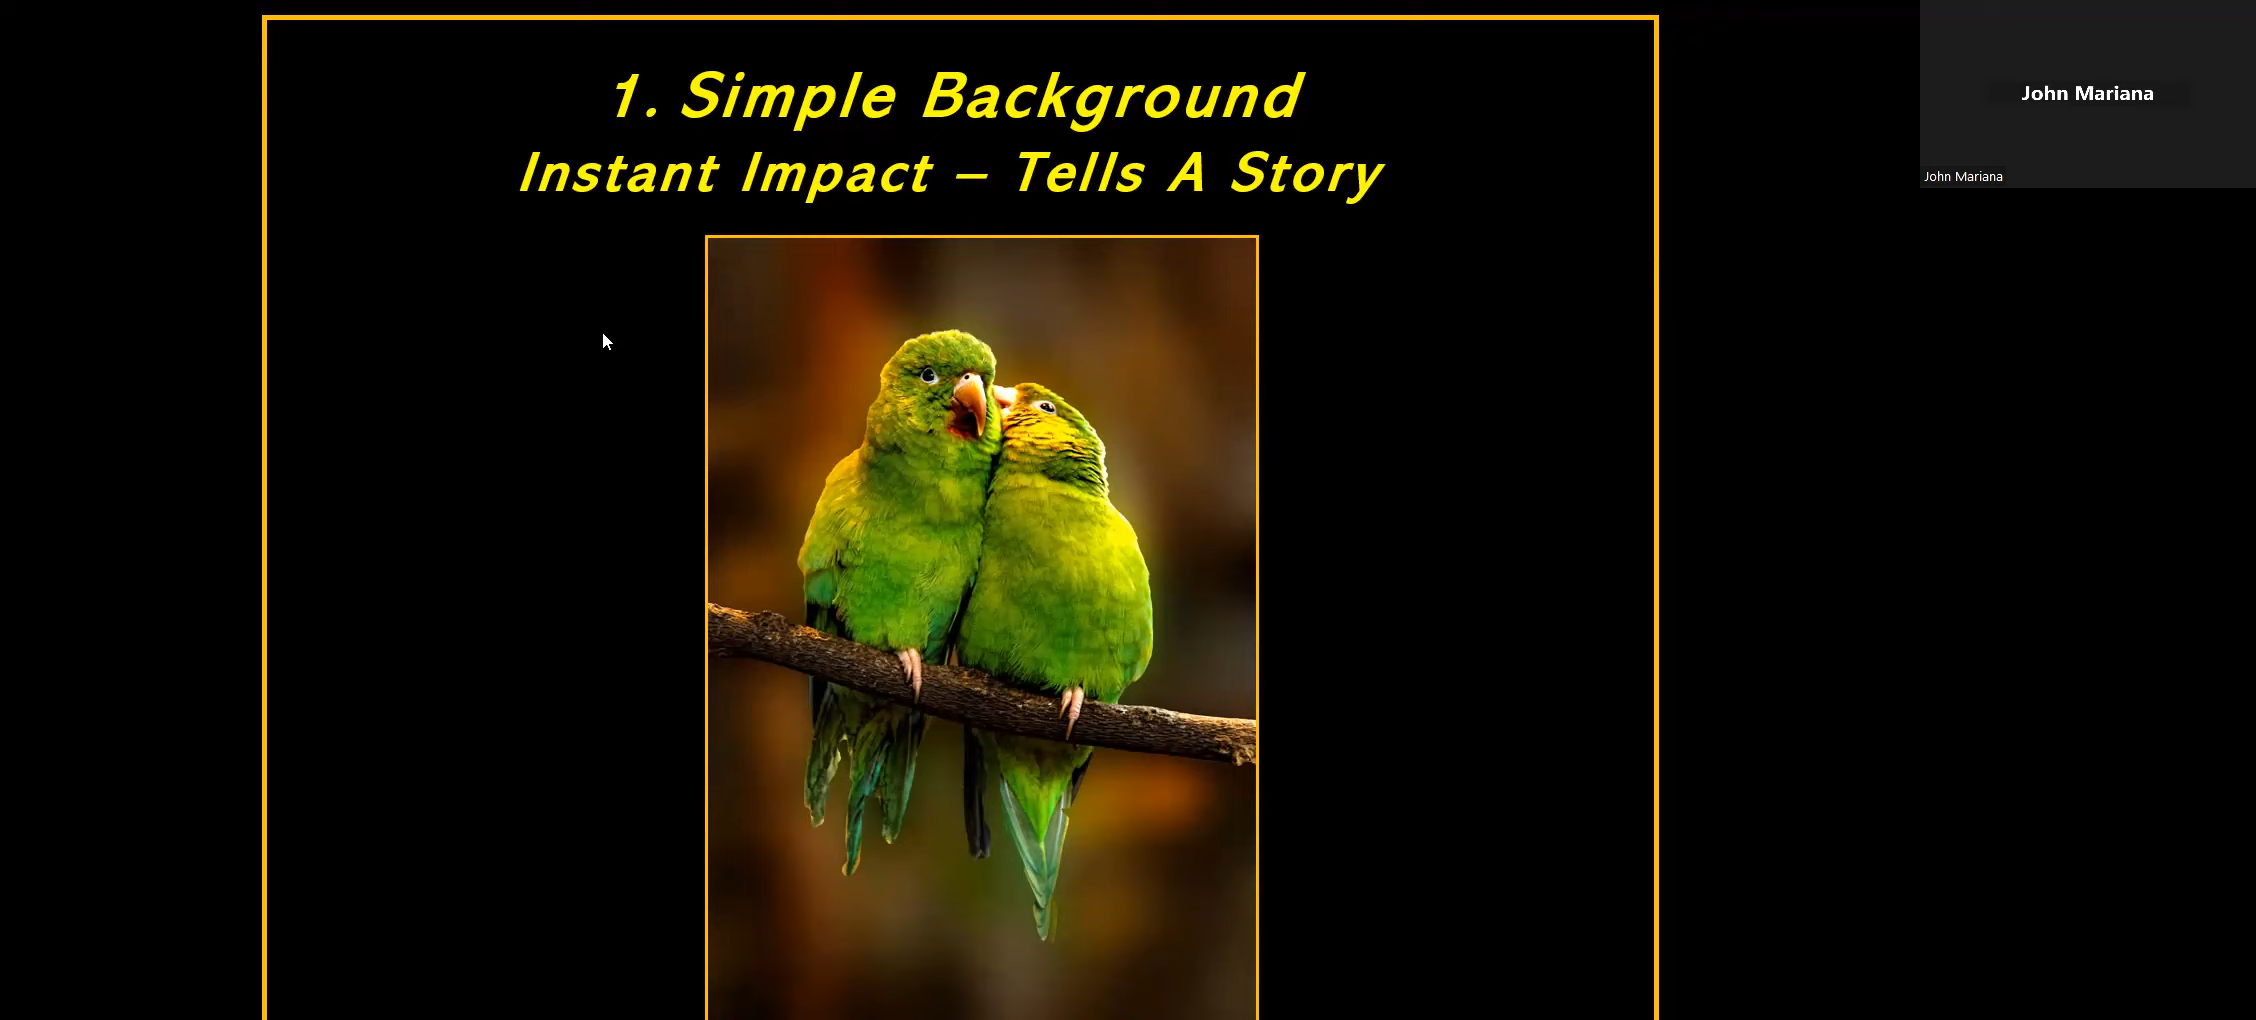 1. Simple Background
Instant Impact – Tells A Story
John Mariana
John Mariana